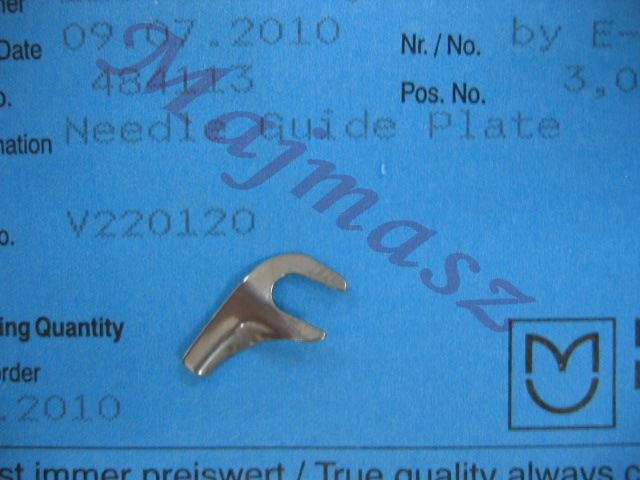 Date 09.07.2010 Nr. / No. by E-
484113 Pos. No. 3,0
Needle Guide Plate
V220120
Majmasz
ing Quantity
order
.2010
st immer preiswert / True quality always c